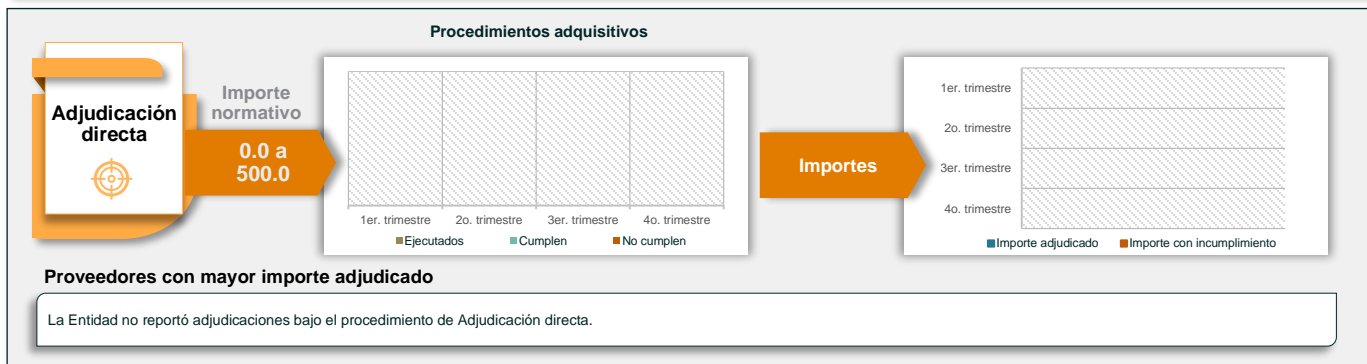 Procedimientos adquisitivos
Adjudicación
directa
Importe
normativo
0.0 a
500.0
1er. trimestre 2o. trimestre 3er. trimestre 4o. trimestre
Ejecutados Cumplen No cumplen
Importes
1er. trimestre
2o. trimestre
3er. trimestre
4o. trimestre
Importe adjudicado Importe con incumplimiento
Proveedores con mayor importe adjudicado
La Entidad no reportó adjudicaciones bajo el procedimiento de Adjudicación directa.